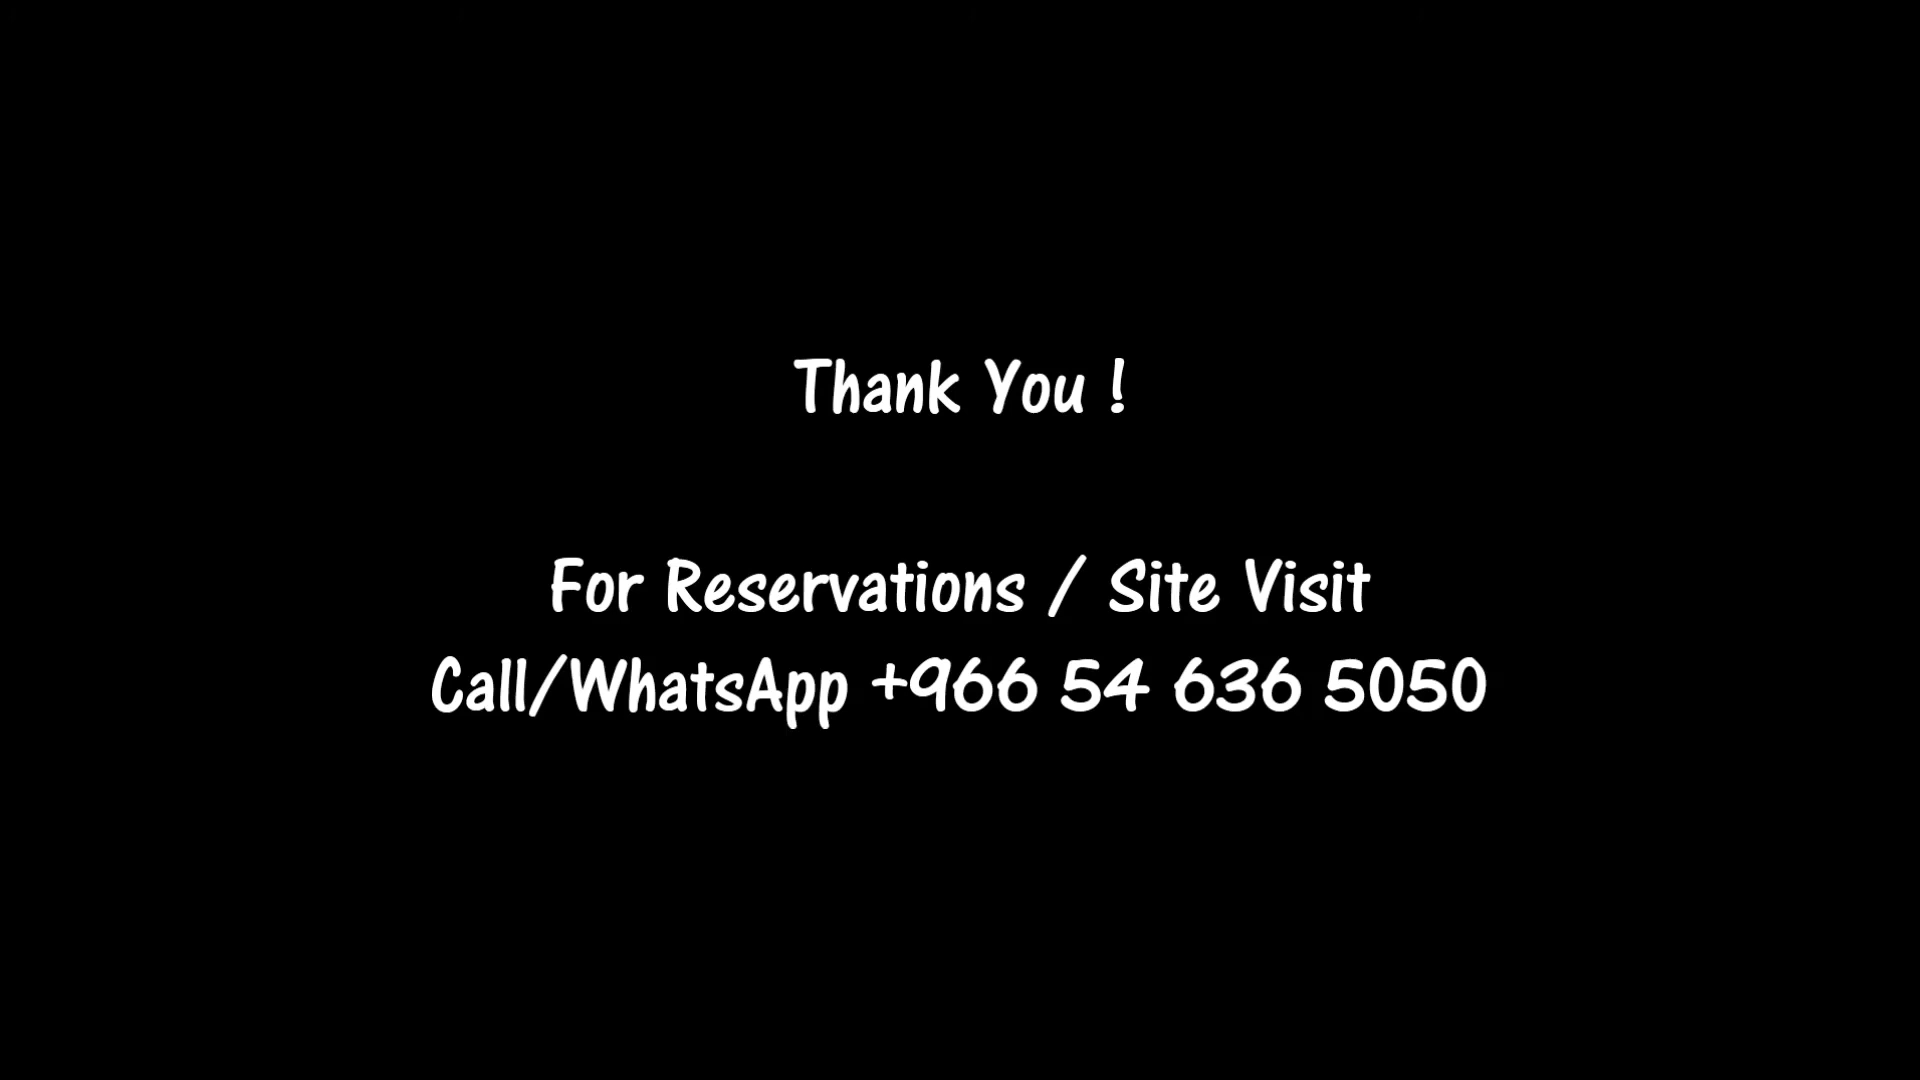 Thank You !
For Reservations / Site Visit
Call/WhatsApp +966 54 636 5050